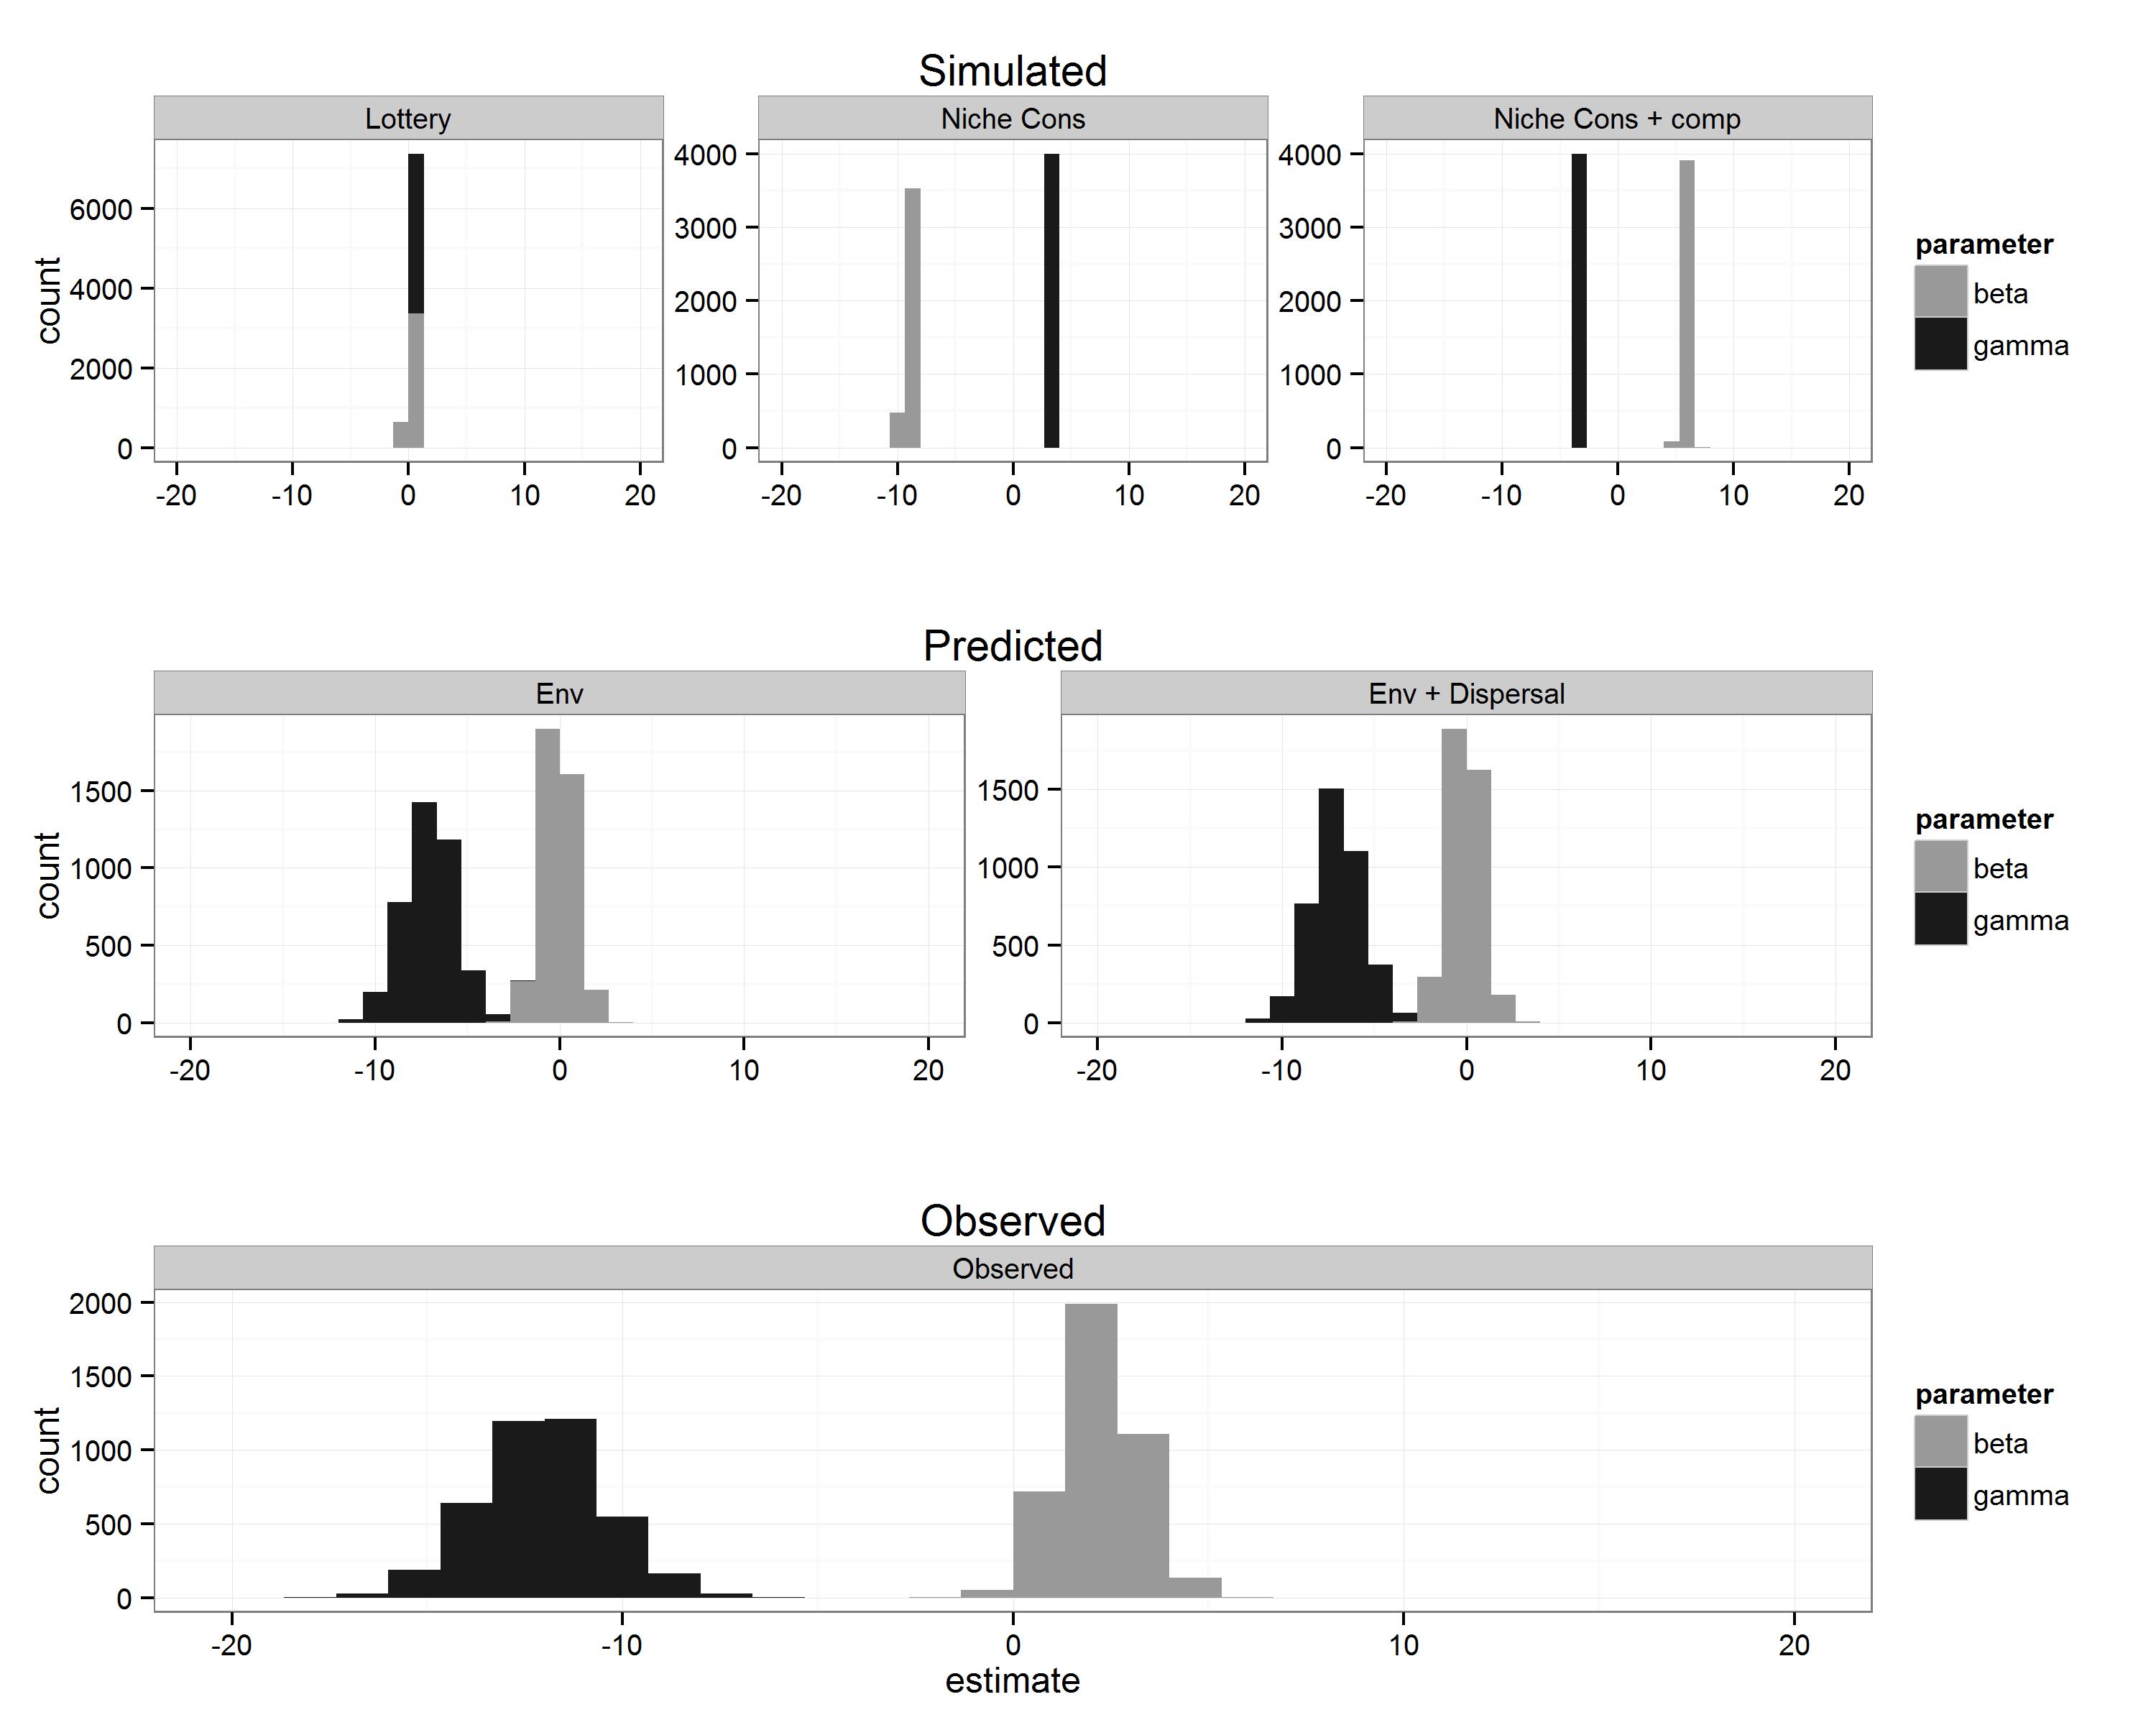 Simulated
Lottery Niche Cons Niche Cons + comp
count
6000
4000
2000
0
4000
3000
2000
1000
0
4000
3000
2000
1000
0
-20 -10 0 10 20 -20 -10 0 10 20 -20 -10 0 10 20
parameter
beta
gamma
Predicted
Env Env + Dispersal
count
1500
1000
500
0
1500
1000
500
0
-20 -10 0 10 20 -20 -10 0 10 20
parameter
beta
gamma
Observed
Observed
count
2000
1500
1000
500
0
-20 -10 0 10 20
estimate
parameter
beta
gamma